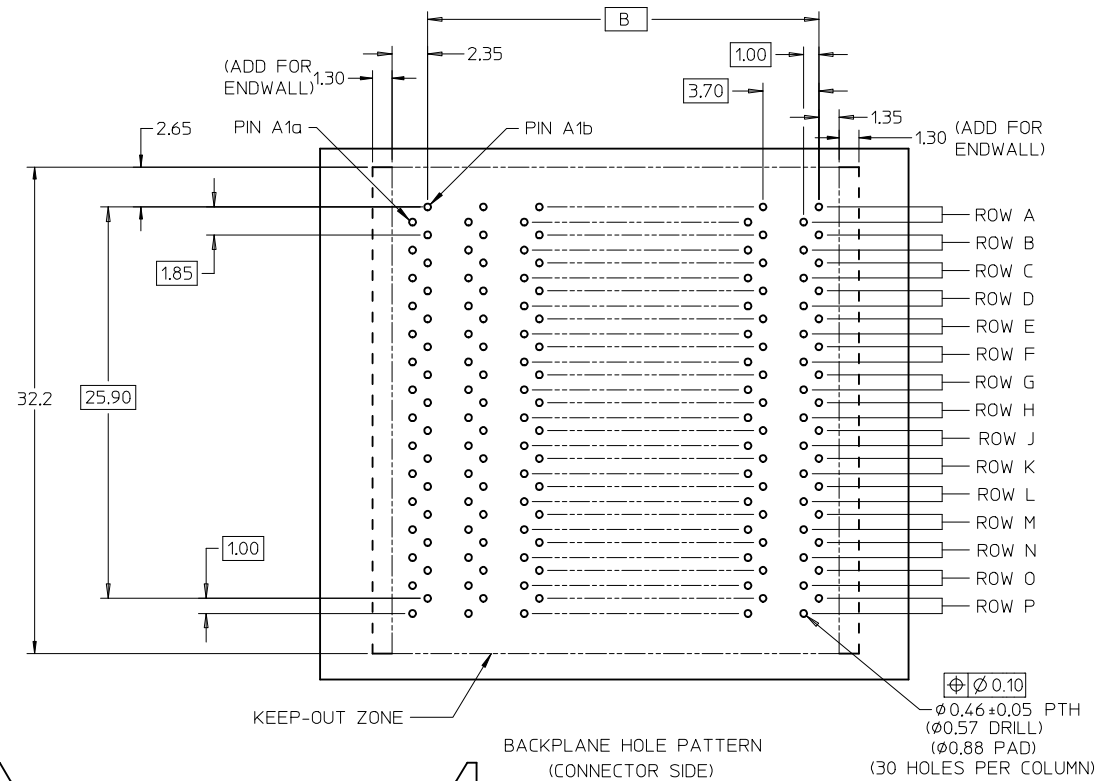 B
2.35
1.00
(ADD FOR
ENDWALL)
1.30
3.70
1.35
2.65
PIN A1a
PIN A1b
1.30
(ADD FOR
ENDWALL)
ROW A
ROW B
1.85
ROW C
ROW D
ROW E
ROW F
32.2
25.90
ROW G
ROW H
ROW J
ROW K
ROW L
ROW M
1.00
ROW N
ROW O
ROW P
⌖ Ø 0.10
KEEP-OUT ZONE
Ø0.46±0.05 PTH
(Ø0.57 DRILL)
(Ø0.88 PAD)
(30 HOLES PER COLUMN)
BACKPLANE HOLE PATTERN
(CONNECTOR SIDE)